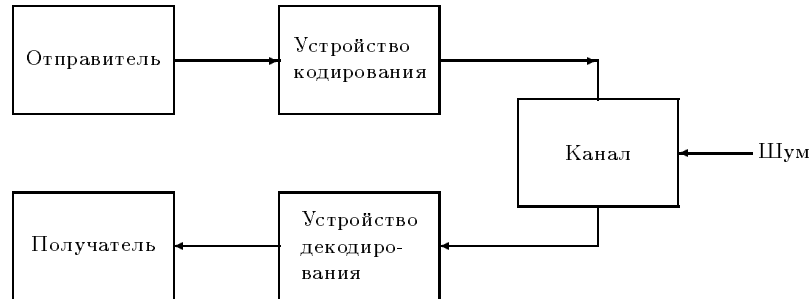 Отправитель
Устройство
кодирования
Канал
Шум
Получатель
Устройство
декодиро-
вания